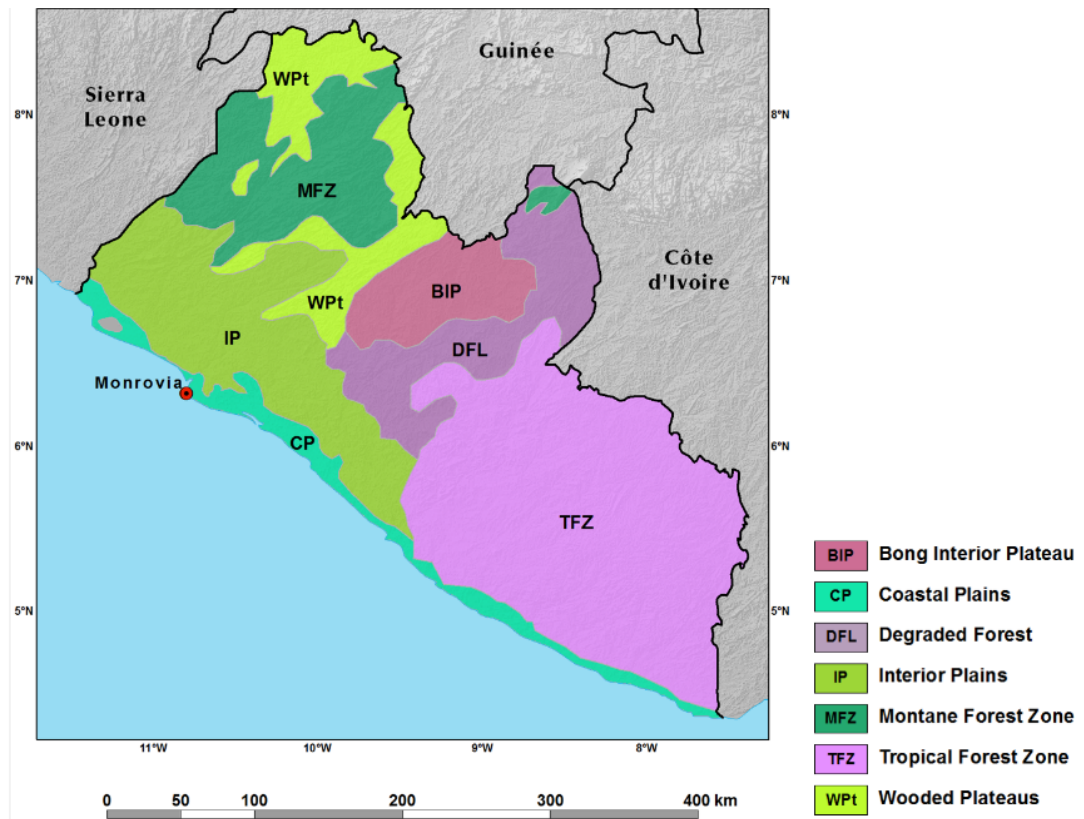 Guinée
WPt
Sierra
Leone
8°N
8°N
MFZ
Côte
d'Ivoire
7°N
7°N
BIP
WPt
IP
DFL
Monrovia
6°N
6°N
CP
TFZ
5°N
5°N
11°W
10°W
9°W
8°W
0
50
100
200
300
400 km
BIP Bong Interior Plateau
CP Coastal Plains
DFL Degraded Forest
IP Interior Plains
MFZ Montane Forest Zone
TFZ Tropical Forest Zone
WPt Wooded Plateaus